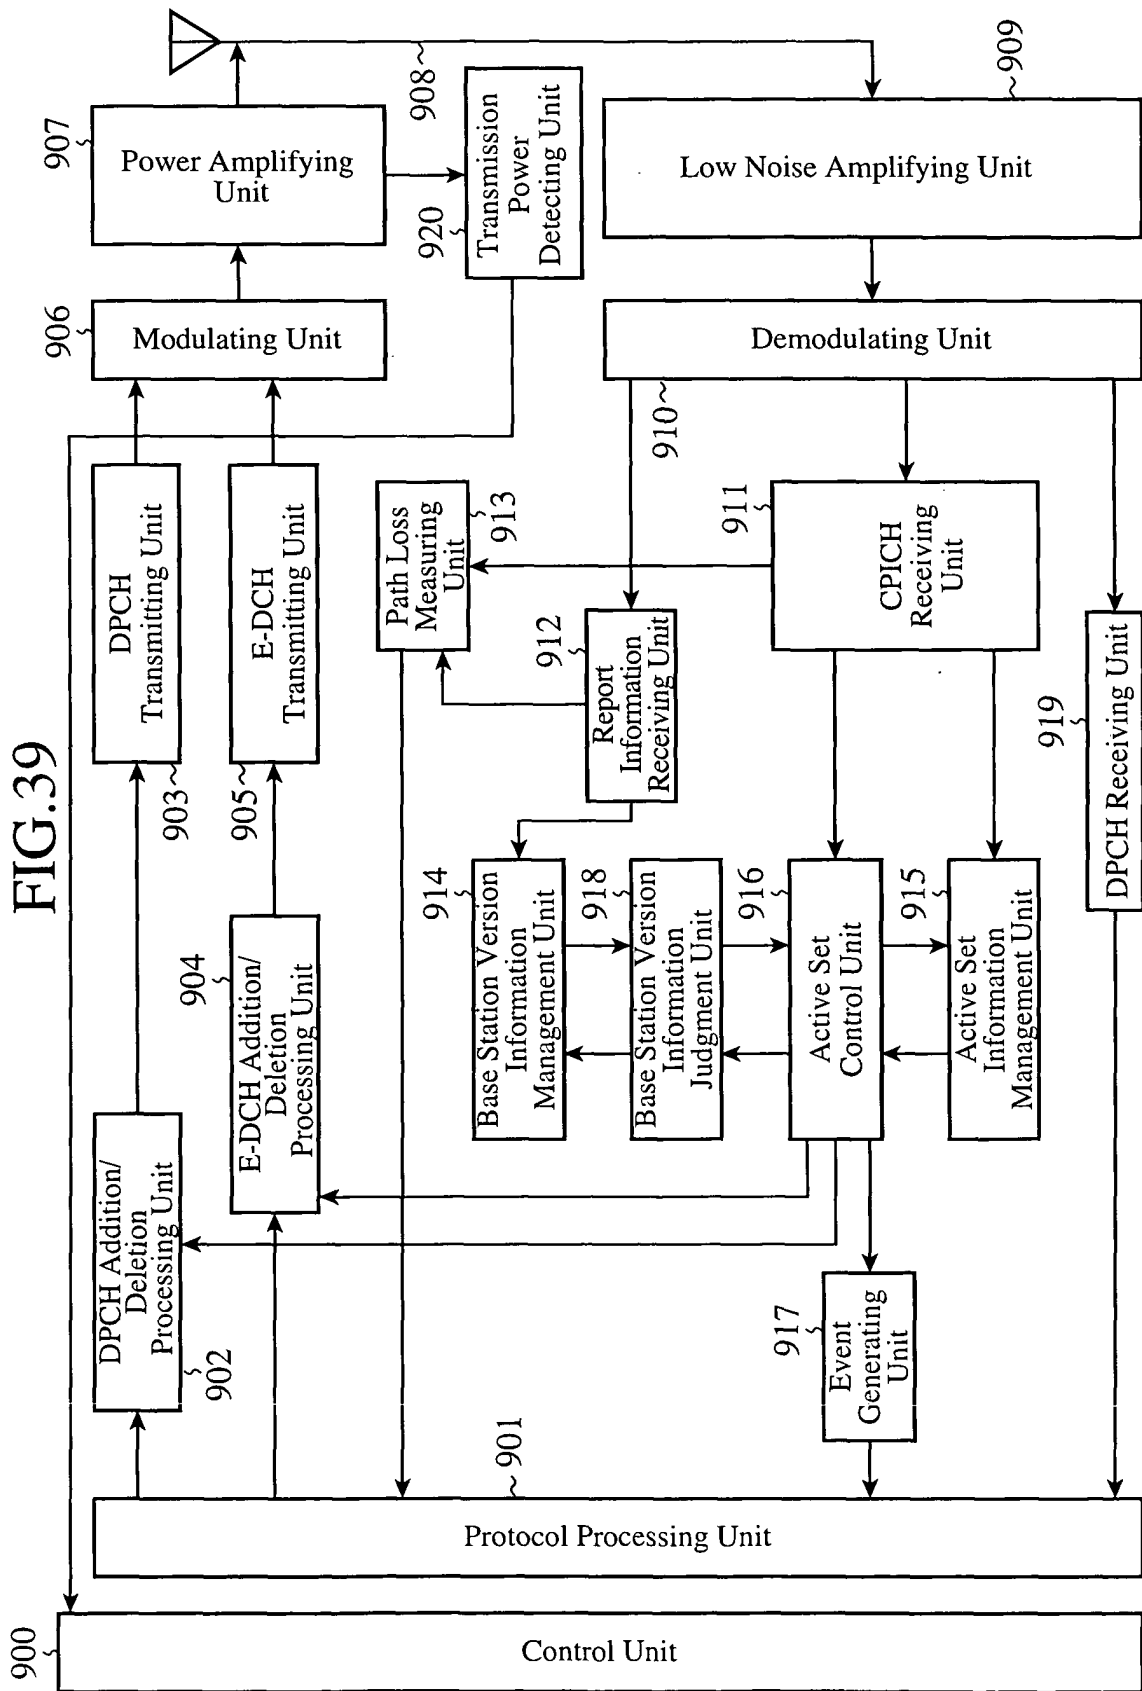 FIG.39
907
Power Amplifying
Unit
908
909
Low Noise Amplifying Unit
920
Transmission
Power
Detecting Unit
906
Modulating Unit
Demodulating Unit
910
DPCH
Transmitting Unit
903
E-DCH
Transmitting Unit
905
Path Loss
Measuring
Unit
913
911
CPICH
Receiving
Unit
912
Report
Information
Receiving Unit
919
DPCH Receiving Unit
914
Base Station Version
Information
Management Unit
918
Base Station Version
Information
Judgment Unit
916
Active Set
Control Unit
915
Active Set
Information
Management Unit
904
E-DCH Addition/
Deletion
Processing Unit
DPCH Addition/
Deletion
Processing Unit
902
917
Event
Generating
Unit
901
Protocol Processing Unit
900
Control Unit